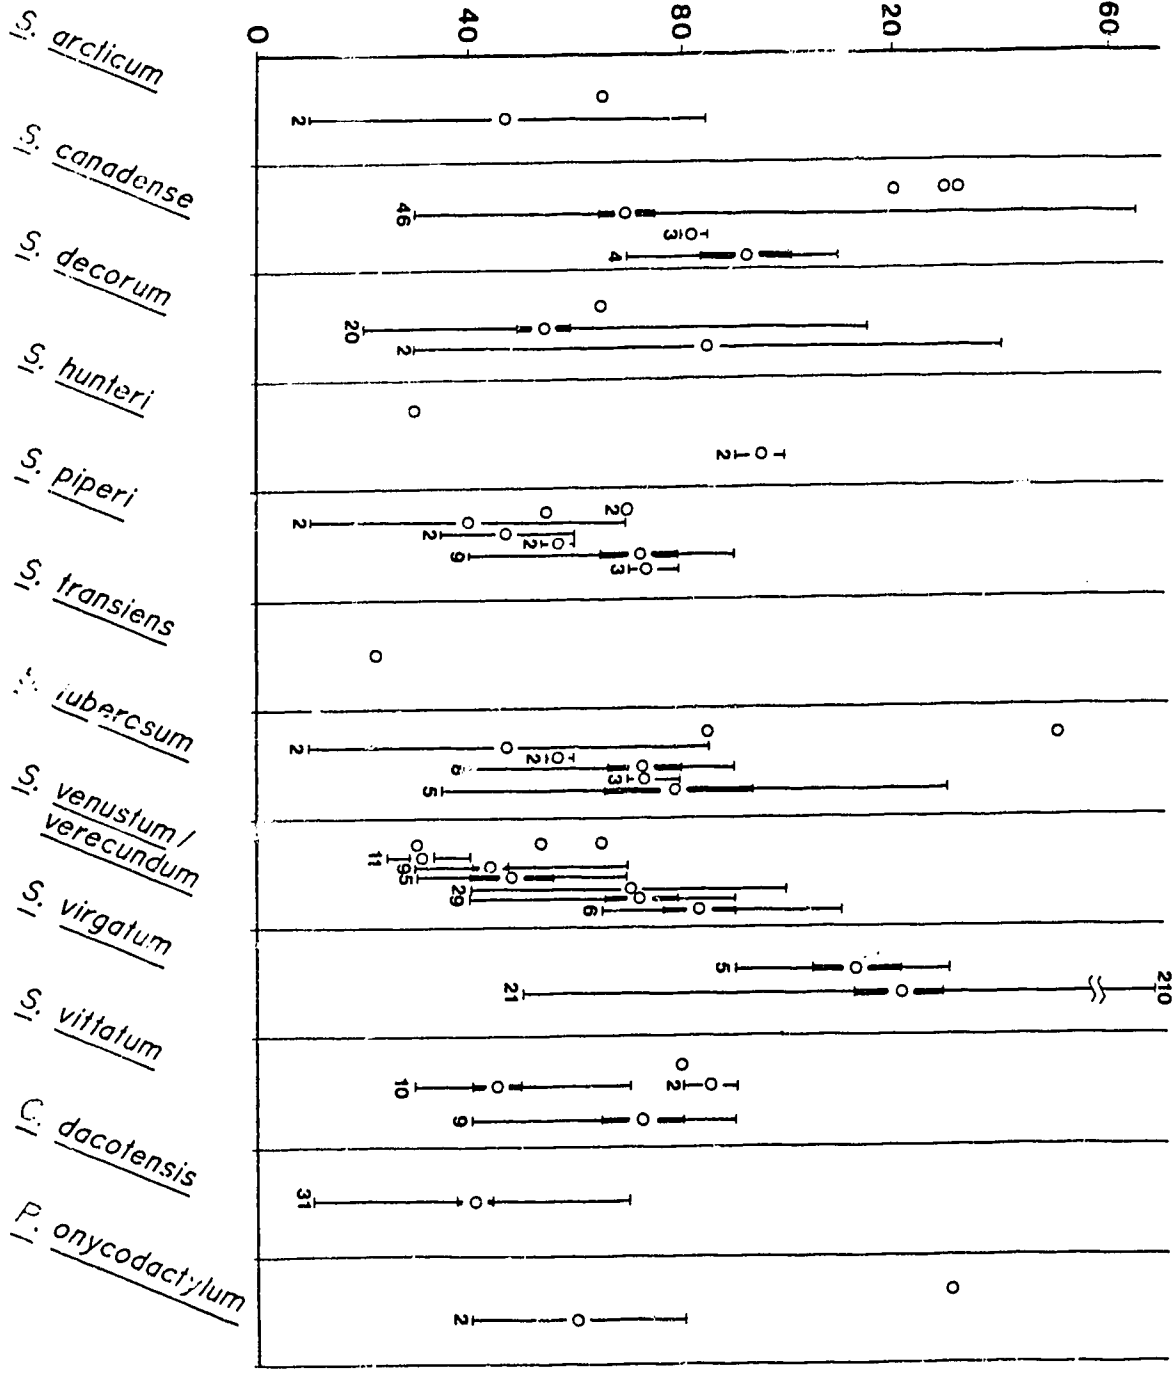 0 40 80 20 60
S. arcticum
2
S. canadense
46
3
4
S. decorum
20
2
S. hunteri
2
S. piperi
2
2
2
2
9
3
S. transiens
tuberosum
2
2
3
5
S. venustum/
verecundum
11
95
29
6
S. virgatum
5
21
210
S. vittatum
2
10
9
C. dacotensis
31
P. onycodactylum
2